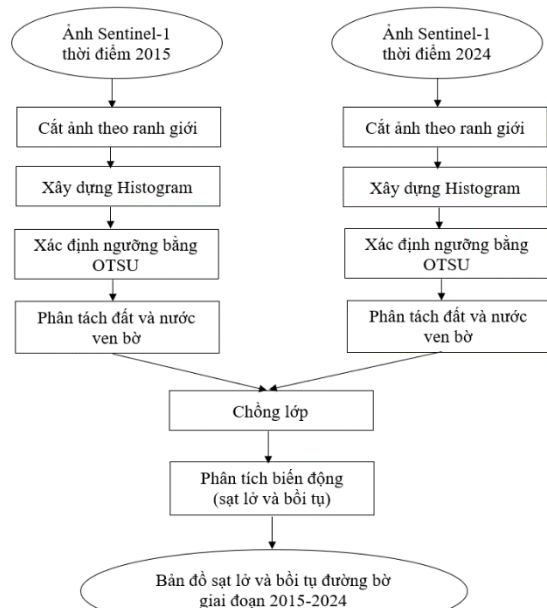 Ảnh Sentinel-1
thời điểm 2015
Cắt ảnh theo ranh giới
Xây dựng Histogram
Xác định ngưỡng bằng
OTSU
Phân tách đất và nước
ven bờ
Ảnh Sentinel-1
thời điểm 2024
Cắt ảnh theo ranh giới
Xây dựng Histogram
Xác định ngưỡng bằng
OTSU
Phân tách đất và nước
ven bờ
Chồng lớp
Phân tích biến động
(sạt lở và bồi tụ)
Bản đồ sạt lở và bồi tụ đường bờ
giai đoạn 2015-2024